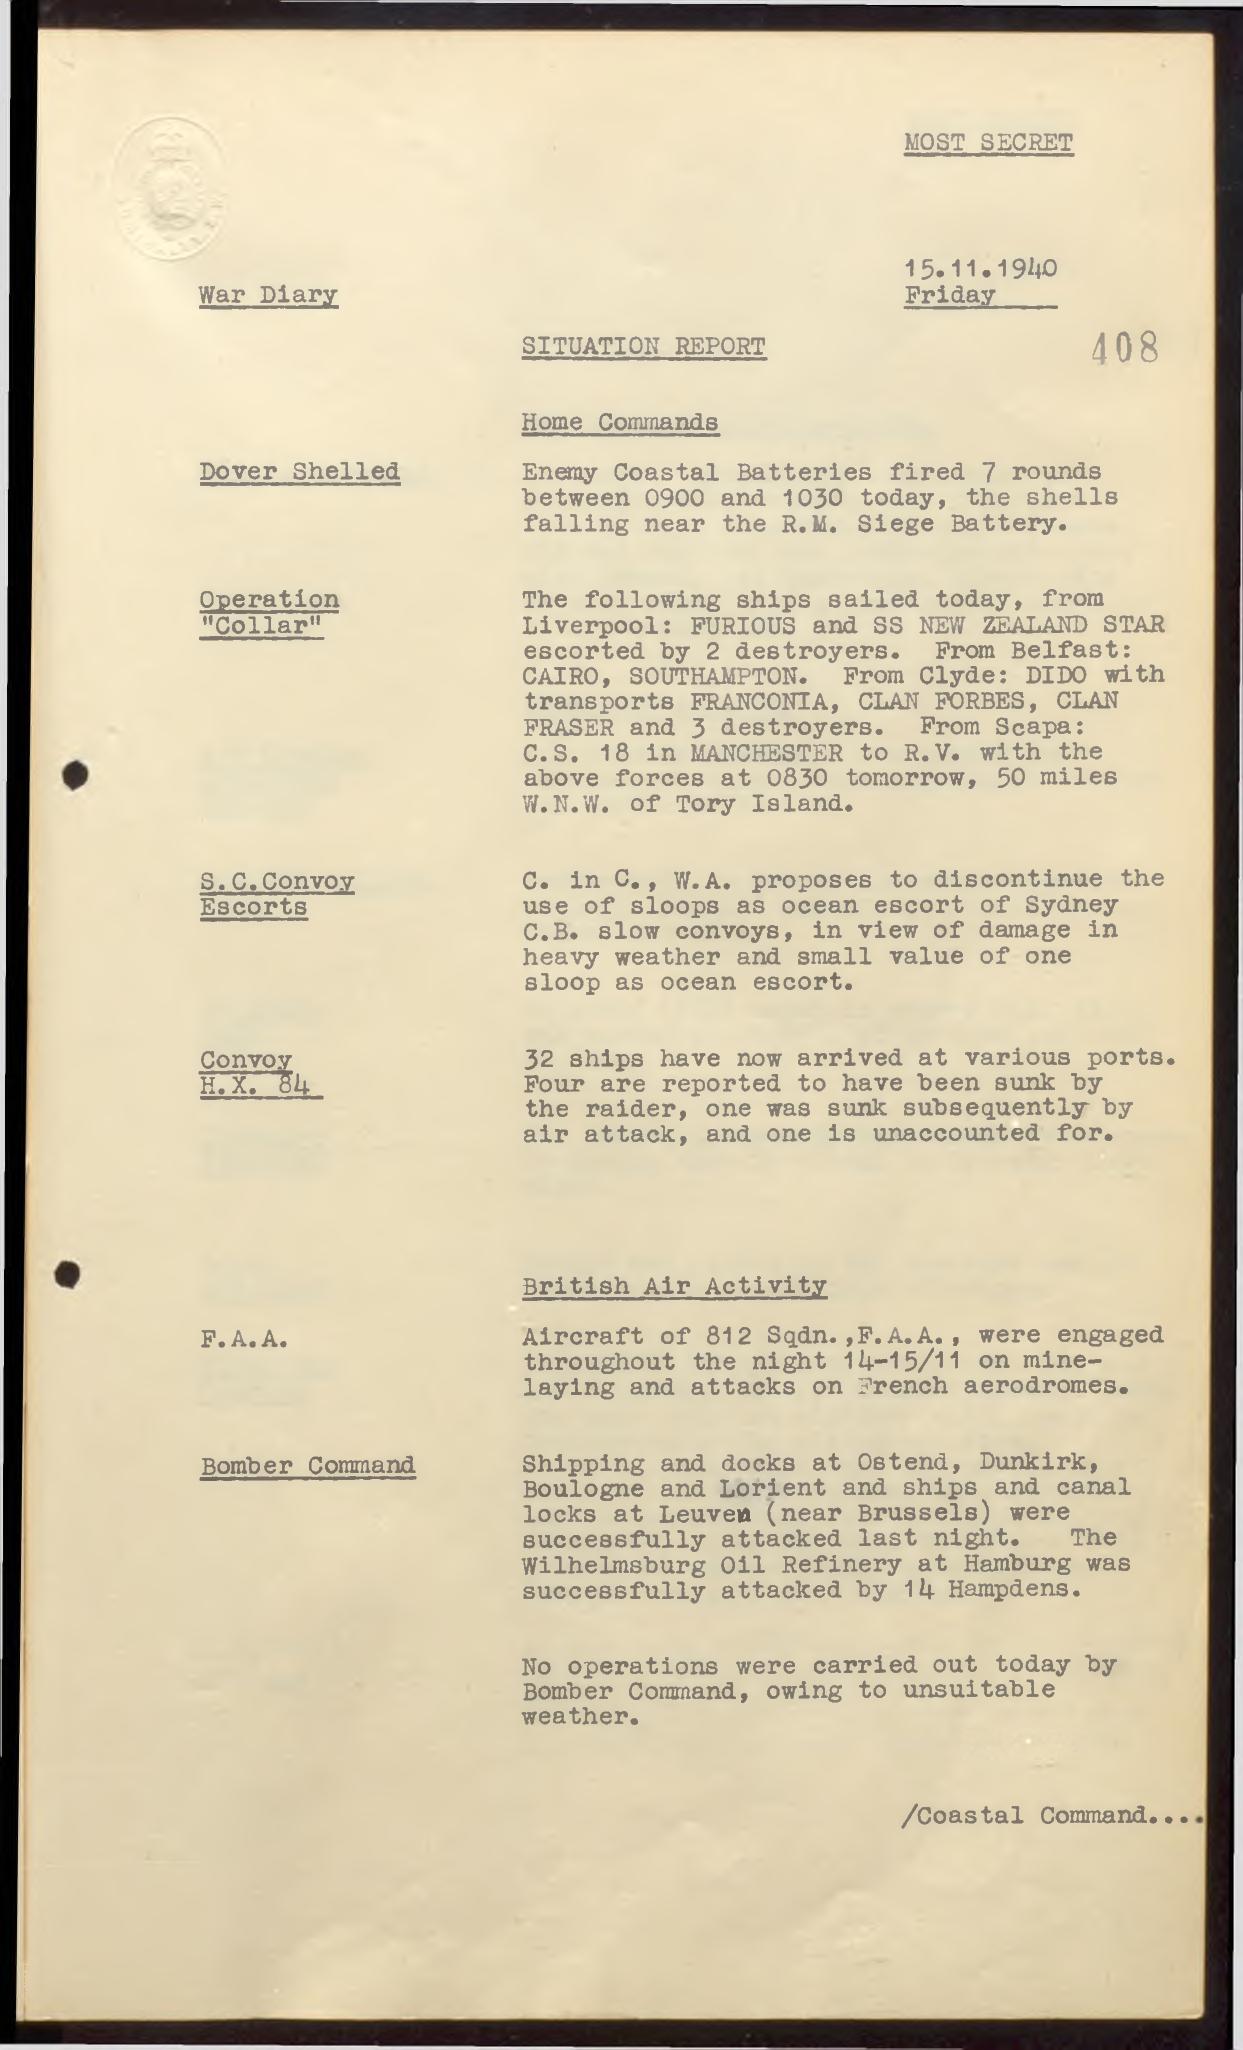 MOST SECRET
15.11.1940
War Diary
Friday
SITUATION REPORT
408
Home Commands
Dover Shelled
Enemy Coastal Batteries fired 7 rounds
between 0900 and 1030 today, the shells
falling near the R.M. Siege Battery.
Operation
"Collar"
The following ships sailed today, from
Liverpool: FURIOUS and SS NEW ZEALAND STAR
escorted by 2 destroyers. From Belfast:
CAIRO, SOUTHAMPTON. From Clyde: DIDO with
transports FRANCONIA, CLAN FORBES, CLAN
FRASER and 3 destroyers. From Scapa:
C.S. 18 in MANCHESTER to R.V. with the
above forces at 0830 tomorrow, 50 miles
W.N.W. of Tory Island.
S.C.Convoy
Escorts
C. in C., W.A. proposes to discontinue the
use of sloops as ocean escort of Sydney
C.B. slow convoys, in view of damage in
heavy weather and small value of one
sloop as ocean escort.
Convoy
H.X. 84
32 ships have now arrived at various ports.
Four are reported to have been sunk by
the raider, one was sunk subsequently by
air attack, and one is unaccounted for.
British Air Activity
F.A.A.
Aircraft of 812 Sqdn.,F.A.A., were engaged
throughout the night 14-15/11 on mine-
laying and attacks on French aerodromes.
Bomber Command
Shipping and docks at Ostend, Dunkirk,
Boulogne and Lorient and ships and canal
locks at Leuven (near Brussels) were
successfully attacked last night. The
Wilhelmsburg Oil Refinery at Hamburg was
successfully attacked by 14 Hampdens.
No operations were carried out today by
Bomber Command, owing to unsuitable
weather.
/Coastal Command....